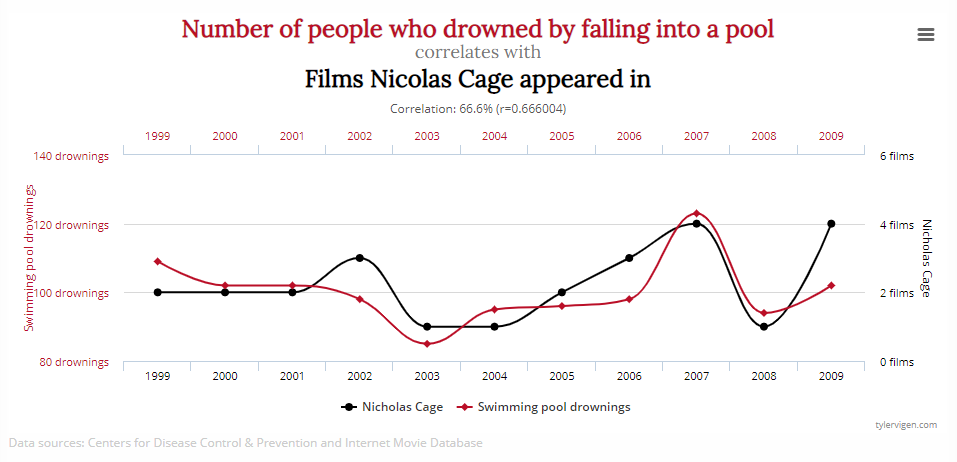 Number of people who drowned by falling into a pool
correlates with
Films Nicolas Cage appeared in
Correlation: 66.6% (r=0.666004)
1999 2000 2001 2002 2003 2004 2005 2006 2007 2008 2009
140 drownings 6 films
120 drownings 4 films
100 drownings 2 films
80 drownings 0 films
Swimming pool drownings
Nicholas Cage
1999 2000 2001 2002 2003 2004 2005 2006 2007 2008 2009
Nicholas Cage Swimming pool drownings
tylervigen.com
Data sources: Centers for Disease Control & Prevention and Internet Movie Database